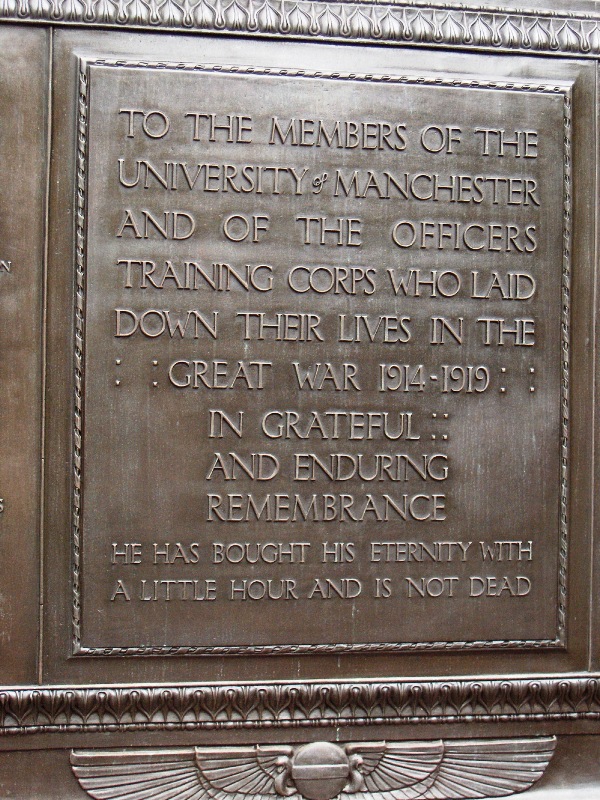 TO THE MEMBERS OF THE
UNIVERSITY of MANCHESTER
AND OF THE OFFICERS
TRAINING CORPS WHO LAID
DOWN THEIR LIVES IN THE
: : GREAT WAR 1914-1919 : :
IN GRATEFUL : :
AND ENDURING
REMEMBRANCE
HE HAS BOUGHT HIS ETERNITY WITH
A LITTLE HOUR AND IS NOT DEAD